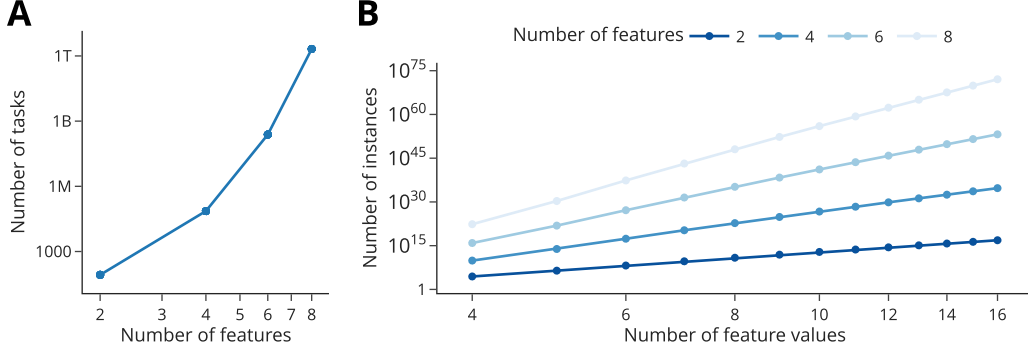 A
B
Number of features 2 4 6 8
Number of tasks
1T
1B
1M
1000
2 3 4 5 6 7 8
Number of features
Number of instances
10^75
10^60
10^45
10^30
10^15
1
4 6 8 10 12 14 16
Number of feature values